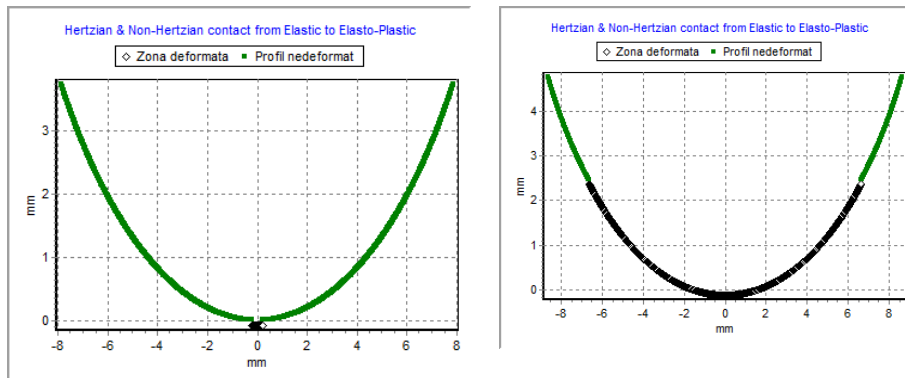 Hertzian & Non-Hertzian contact from Elastic to Elasto-Plastic
Zona deformata Profil nedeformat
3
2
1
0
mm
-8 -6 -4 -2 0 2 4 6 8
mm
Hertzian & Non-Hertzian contact from Elastic to Elasto-Plastic
Zona deformata Profil nedeformat
4
3
2
1
0
mm
-8 -6 -4 -2 0 2 4 6 8
mm